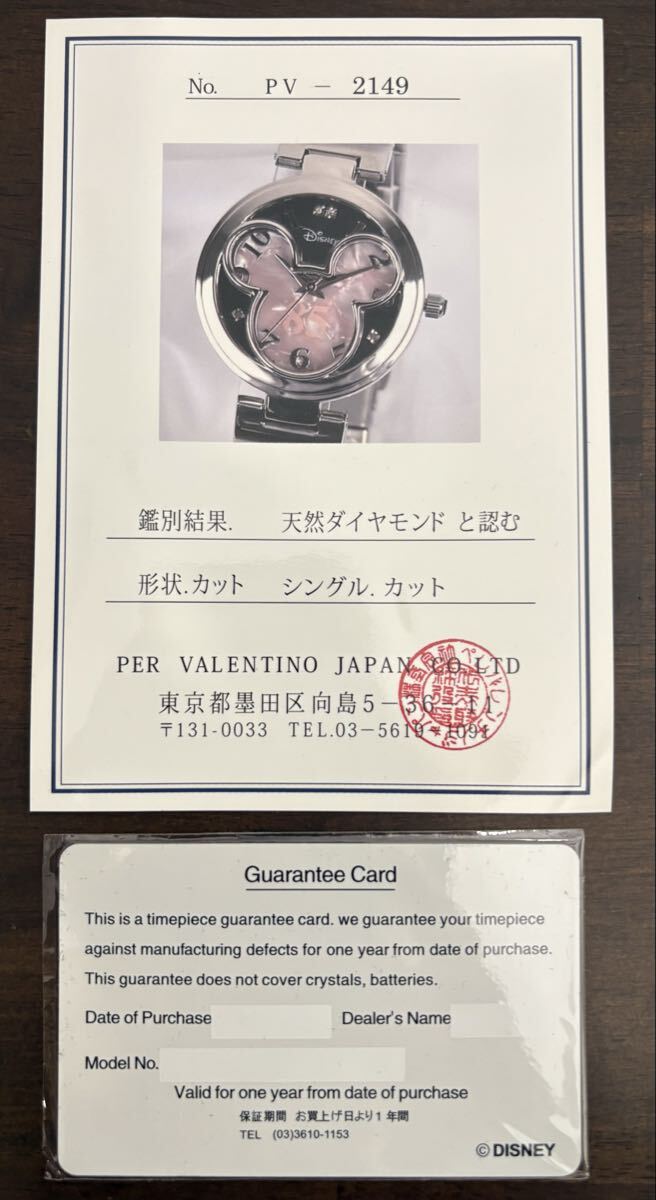 No. PV － 2149
DISNEY
10
2
7
6
鑑別結果. 天然ダイヤモンド と認む
形状.カット シングル.カット
PER VALENTINO JAPAN CO.LTD
東京都墨田区向島5－36－11
〒131-0033 TEL.03－5619－1091
Guarantee Card
This is a timepiece guarantee card. we guarantee your timepiece
against manufacturing defects for one year from date of purchase.
This guarantee does not cover crystals, batteries.
Date of Purchase Dealer's Name
Model No.
Valid for one year from date of purchase
保証期間 お買上げ日より1年間
TEL (03)3610-1153
©DISNEY